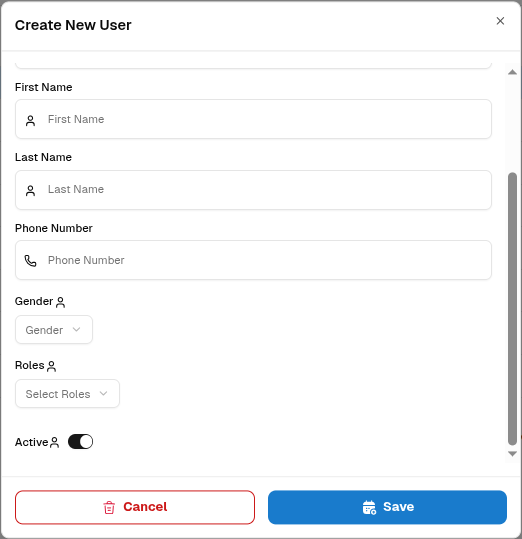 Create New User
First Name
First Name
Last Name
Last Name
Phone Number
Phone Number
Gender
Gender
Roles
Select Roles
Active
Cancel
Save